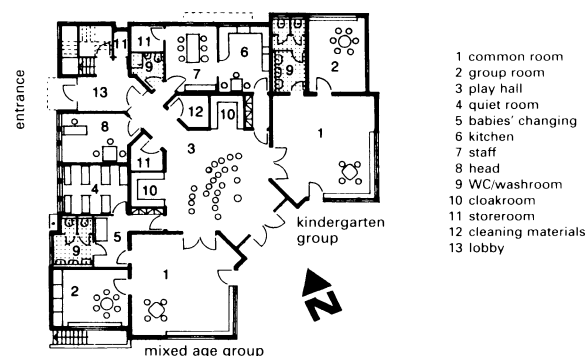 entrance
11
11
9
7
6
9
2
13
12
10
8
3
1
11
4
10
5
9
1
2
kindergarten
group
N
mixed age group
1 common room
2 group room
3 play hall
4 quiet room
5 babies' changing
6 kitchen
7 staff
8 head
9 WC/washroom
10 cloakroom
11 storeroom
12 cleaning materials
13 lobby